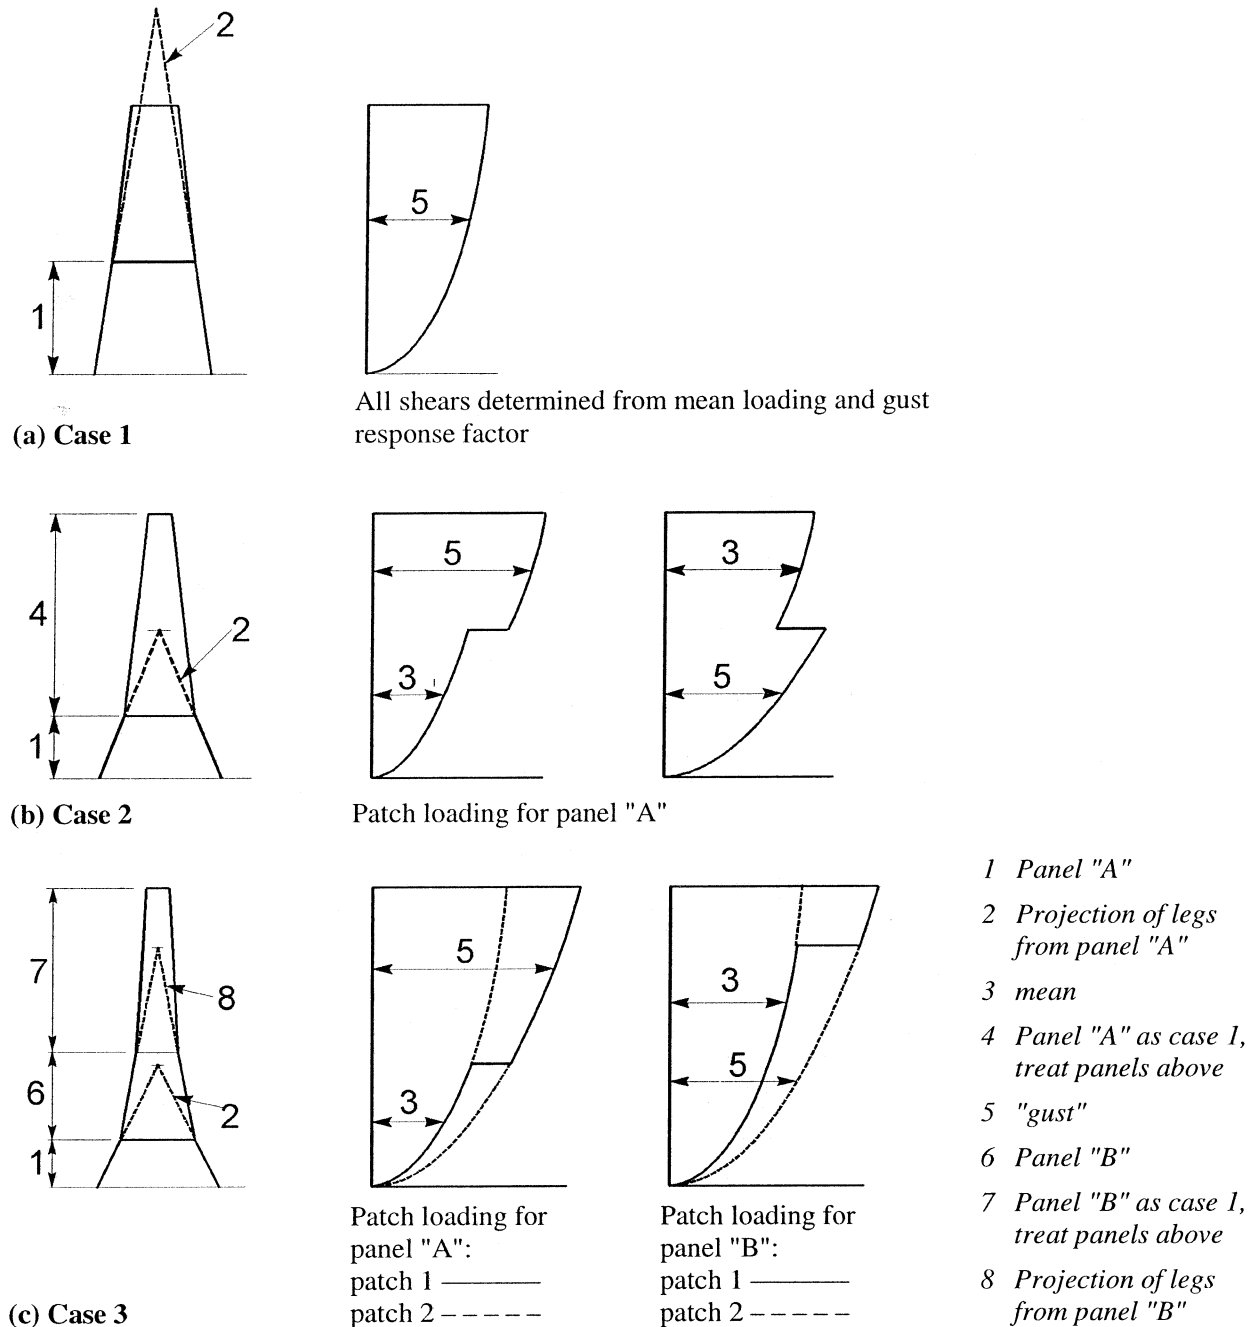 2
5
1
All shears determined from mean loading and gust
response factor
(a) Case 1
5
3
4
2
3
5
1
(b) Case 2
Patch loading for panel "A"
7
8
6
2
1
5
3
3
5
Patch loading for
panel "A":
patch 1
patch 2
Patch loading for
panel "B":
patch 1
patch 2
(c) Case 3
1 Panel "A"
2 Projection of legs
from panel "A"
3 mean
4 Panel "A" as case 1,
treat panels above
5 "gust"
6 Panel "B"
7 Panel "B" as case 1,
treat panels above
8 Projection of legs
from panel "B"